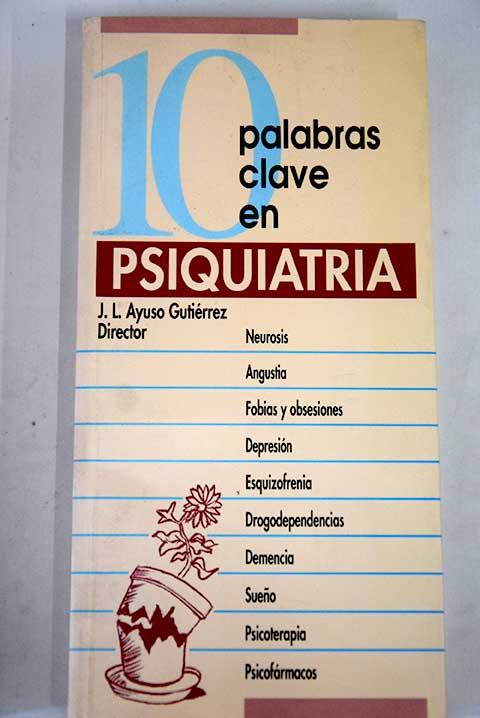 10
palabras
clave
en
PSIQUIATRIA
J. L. Ayuso Gutiérrez
Director
Neurosis
Angustia
Fobias y obsesiones
Depresión
Esquizofrenia
Drogodependencias
Demencia
Sueño
Psicoterapia
Psicofármacos